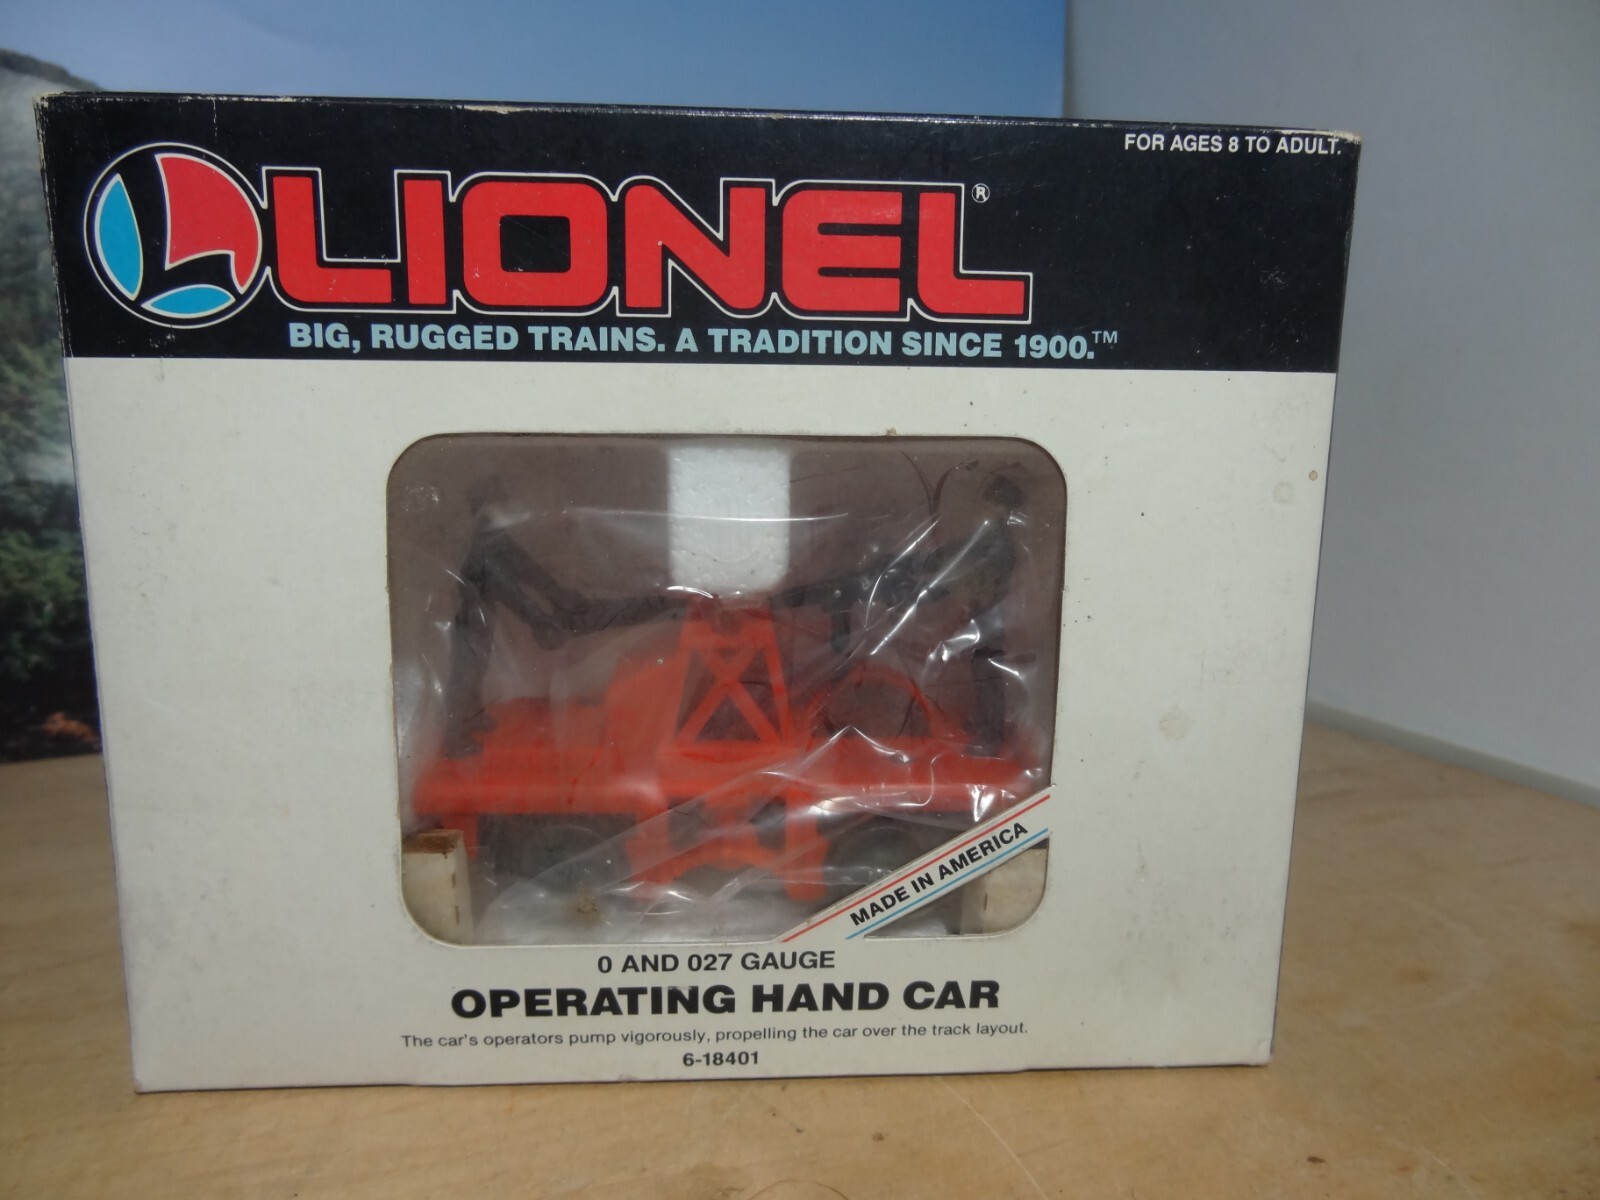 FOR AGES 8 TO ADULT.
LIONEL®
BIG, RUGGED TRAINS. A TRADITION SINCE 1900.™
MADE IN AMERICA
0 AND 027 GAUGE
OPERATING HAND CAR
The car's operators pump vigorously, propelling the car over the track layout.
6-18401